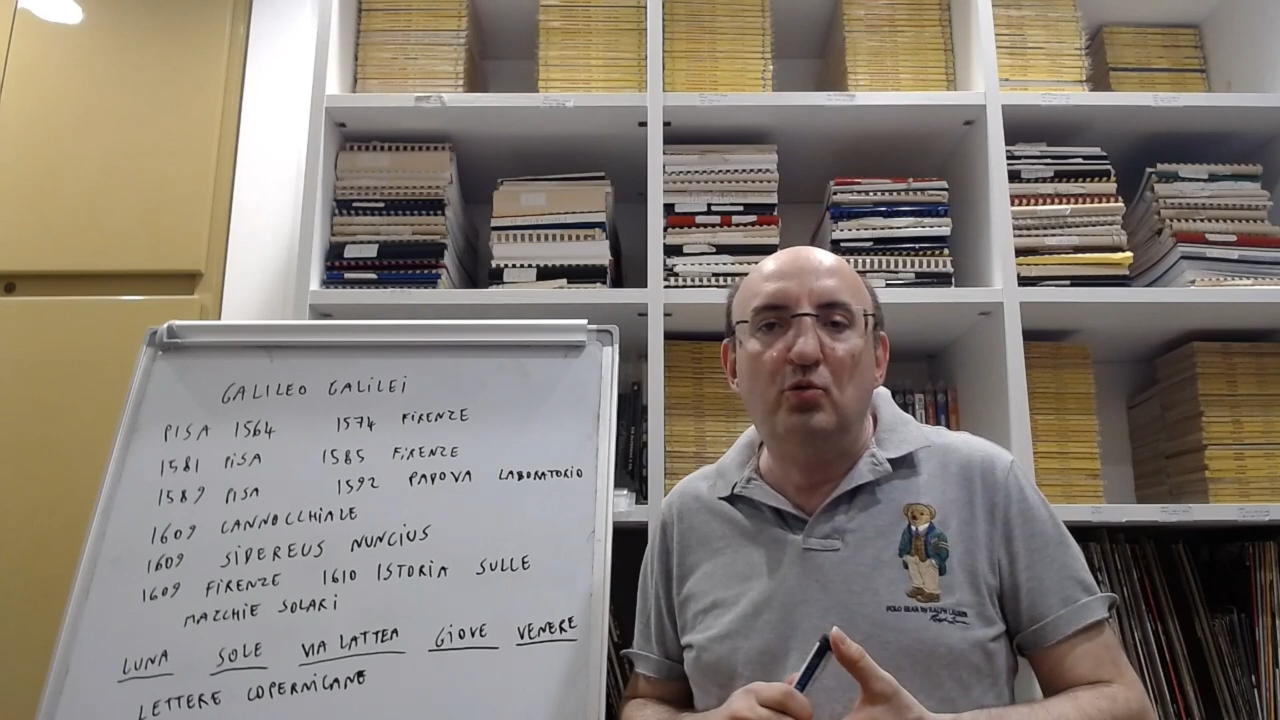 GALILEO GALILEI
PISA 1564 1574 FIRENZE
1581 PISA 1585 FIRENZE
1589 PISA 1592 PADOVA LABORATORIO
1609 CANNOCCHIALE
1609 SIDEREUS NUNCIUS
1609 FIRENZE 1610 ISTORIA SULLE
MACCHIE SOLARI
LUNA SOLE VIA LATTEA GIOVE VENERE
LETTERE COPERNICANE
POLO BEAR by RALPH LAUREN
Ralph Lauren